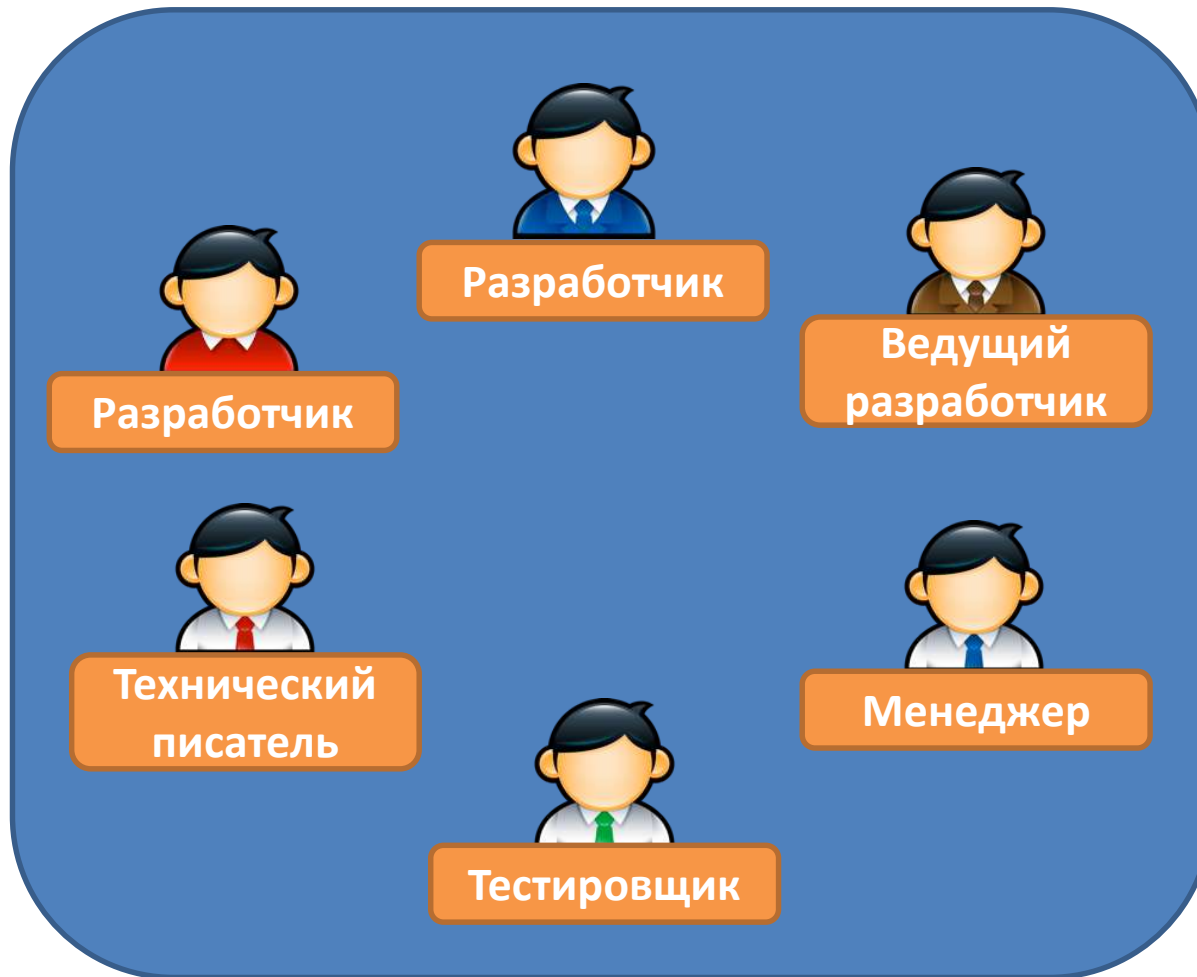 Разработчик
Ведущий
разработчик
Разработчик
Технический
писатель
Менеджер
Тестировщик